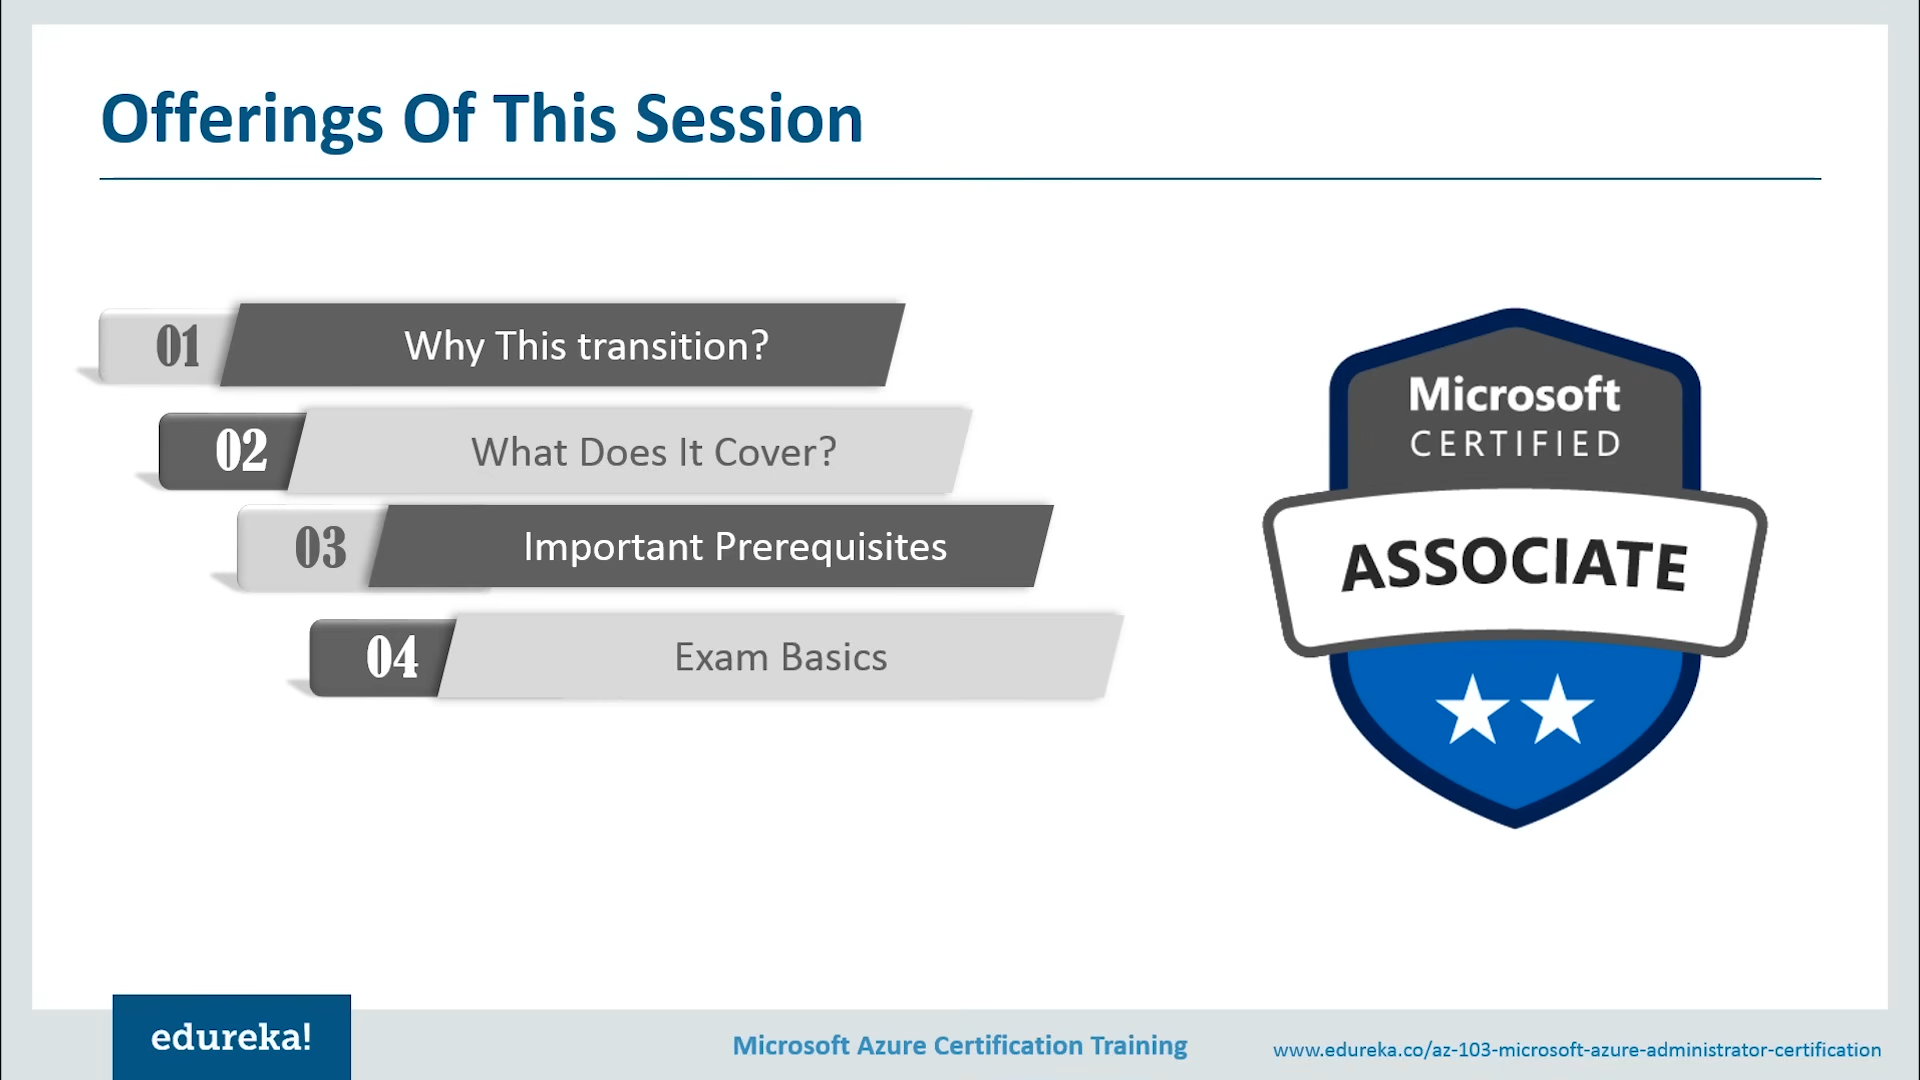 Offerings Of This Session
01 Why This transition?
02 What Does It Cover?
03 Important Prerequisites
04 Exam Basics
Microsoft
CERTIFIED
ASSOCIATE
edureka!
Microsoft Azure Certification Training
www.edureka.co/az-103-microsoft-azure-administrator-certification